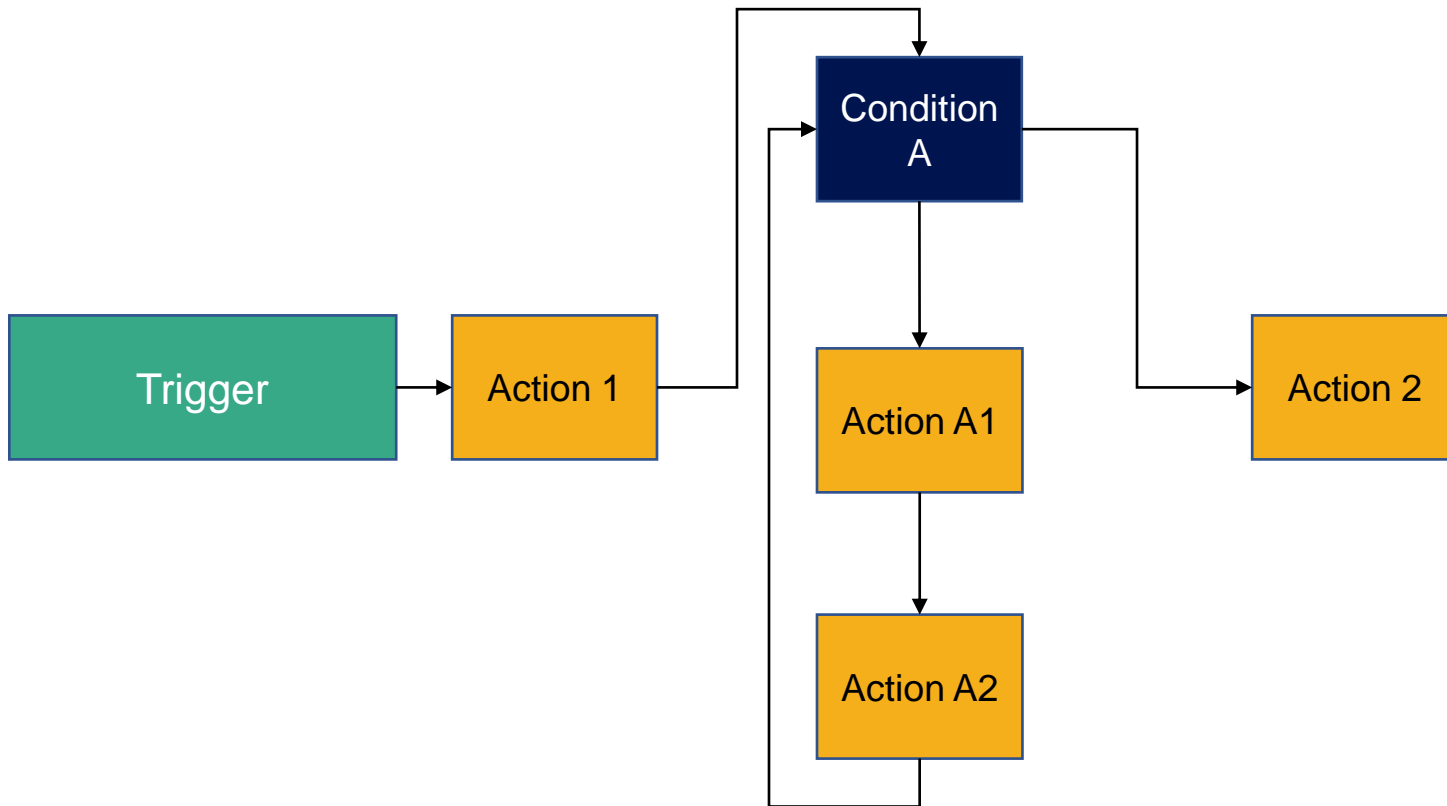 Condition
A
Trigger
Action 1
Action A1
Action 2
Action A2